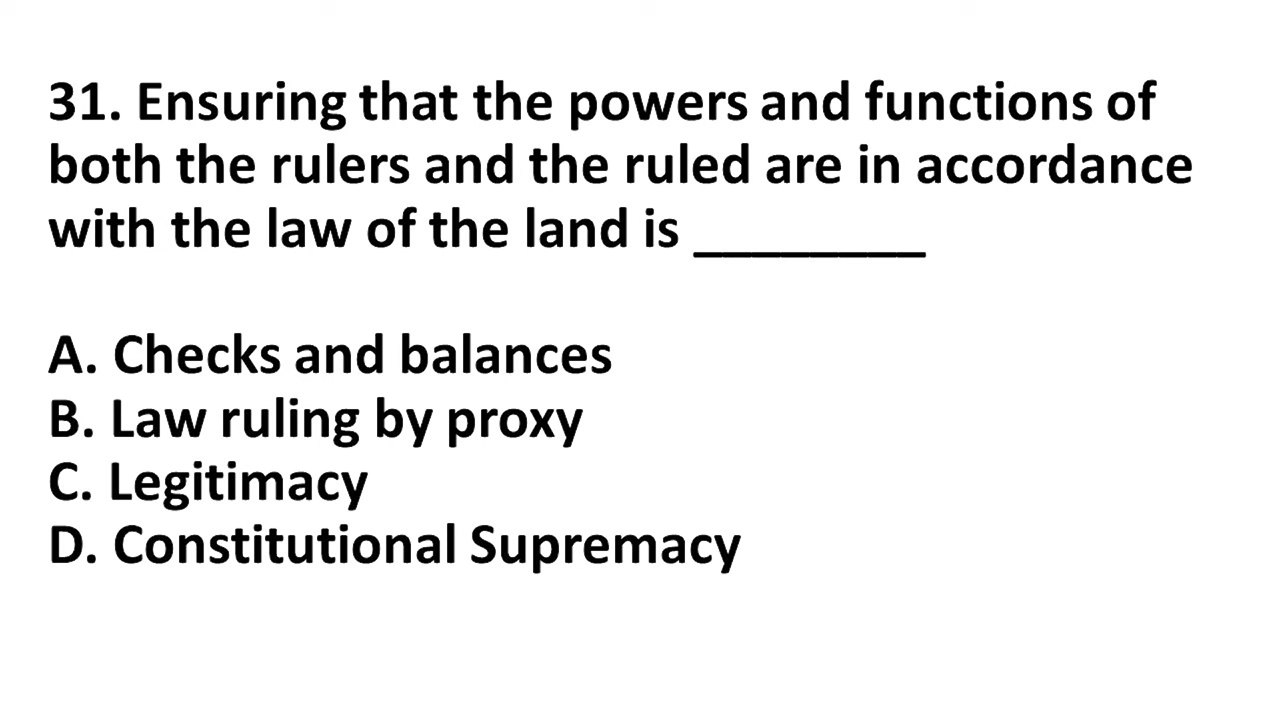 31. Ensuring that the powers and functions of
both the rulers and the ruled are in accordance
with the law of the land is ________
A. Checks and balances
B. Law ruling by proxy
C. Legitimacy
D. Constitutional Supremacy